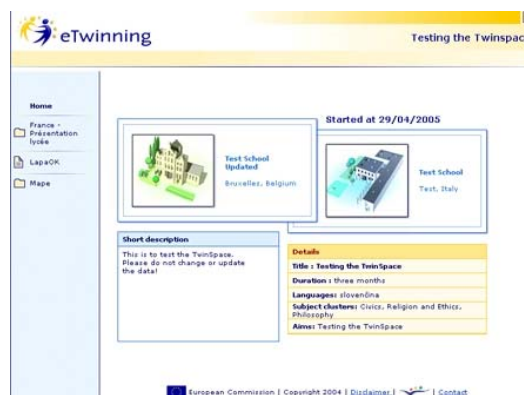 eTwinning
Testing the Twinspac
Home
France -
Présentation
lycée
LapaOK
Mape
Started at 29/04/2005
Test School
Updated
Bruxelles, Belgium
Test School
Test, Italy
Short description
This is to test the TwinSpace.
Please do not change or update
the data!
Details
Title : Testing the TwinSpace
Duration : three months
Languages: slovenčina
Subject clusters: Civics, Religion and Ethics,
Philosophy
Aims: Testing the TwinSpace
European Commission | Copyright 2004 | Disclaimer | | Contact